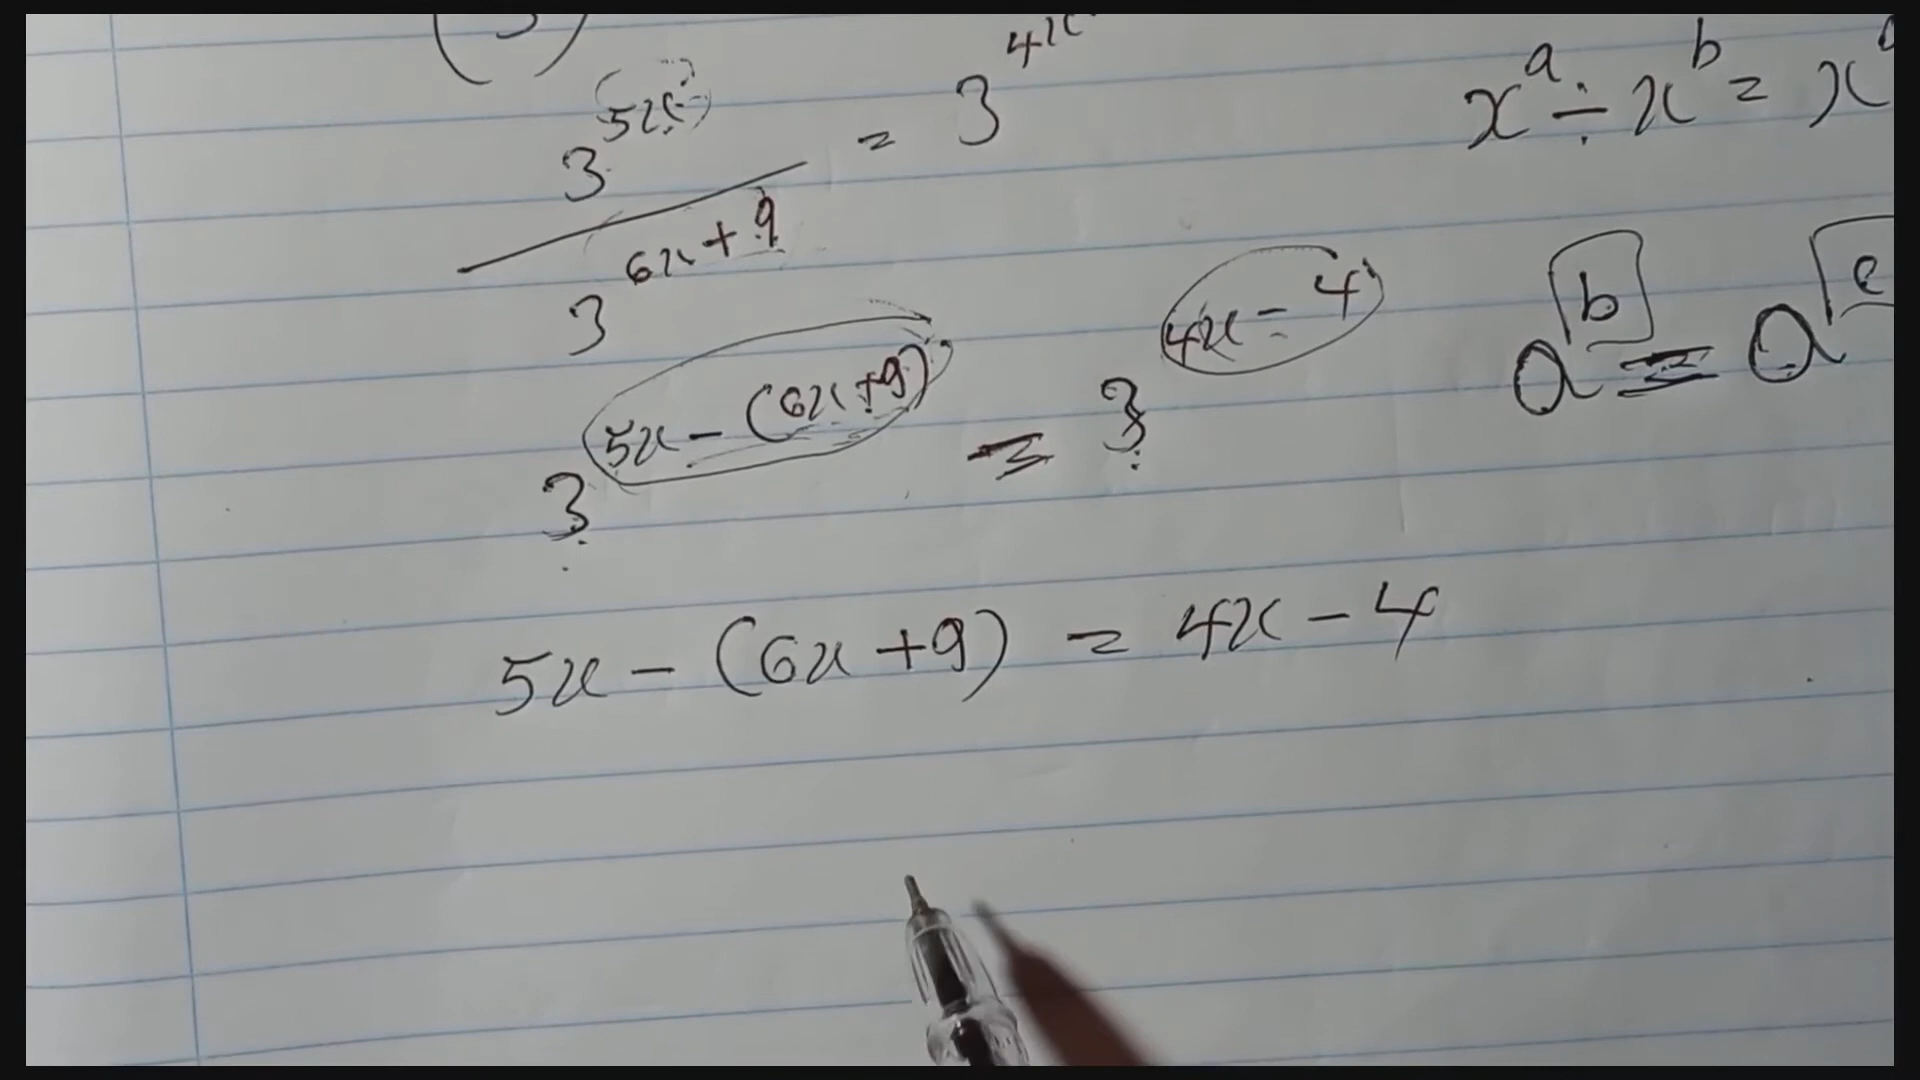 3^5x / 3^6x+9 = 3^4x
x^a ÷ x^b = x
3^5x-(6x+9) = 3^4x-4
a^b = a^c
5x - (6x+9) = 4x - 4